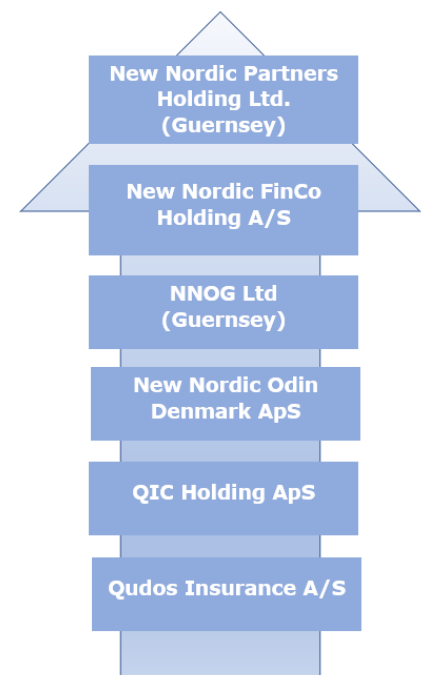 New Nordic Partners
Holding Ltd.
(Guernsey)
New Nordic FinCo
Holding A/S
NNOG Ltd
(Guernsey)
New Nordic Odin
Denmark ApS
QIC Holding ApS
Qudos Insurance A/S